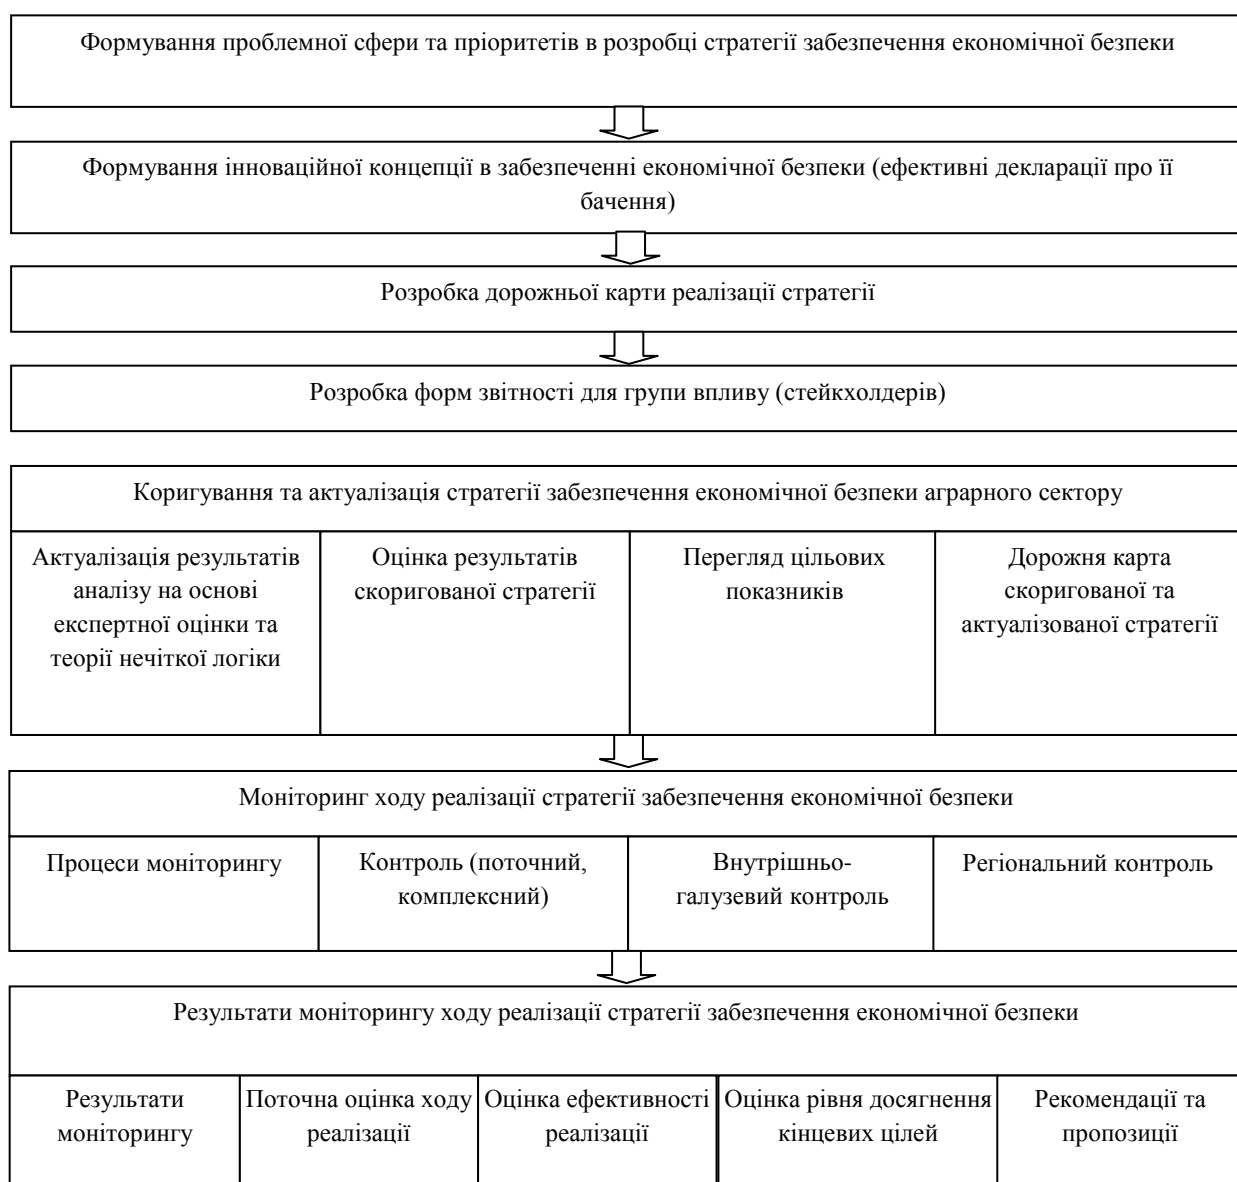 Формування проблемної сфери та пріоритетів в розробці стратегії забезпечення економічної безпеки
Формування інноваційної концепції в забезпеченні економічної безпеки (ефективні декларації про її
бачення)
Розробка дорожньої карти реалізації стратегії
Розробка форм звітності для групи впливу (стейкхолдерів)
Коригування та актуалізація стратегії забезпечення економічної безпеки аграрного сектору
Актуалізація результатів
аналізу на основі
експертної оцінки та
теорії нечіткої логіки
Оцінка результатів
скоригованої стратегії
Перегляд цільових
показників
Дорожня карта
скоригованої та
актуалізованої стратегії
Моніторинг ходу реалізації стратегії забезпечення економічної безпеки
Процеси моніторингу
Контроль (поточний,
комплексний)
Внутрішньо-
галузевий контроль
Регіональний контроль
Результати моніторингу ходу реалізації стратегії забезпечення економічної безпеки
Результати
моніторингу
Поточна оцінка ходу
реалізації
Оцінка ефективності
реалізації
Оцінка рівня досягнення
кінцевих цілей
Рекомендації та
пропозиції